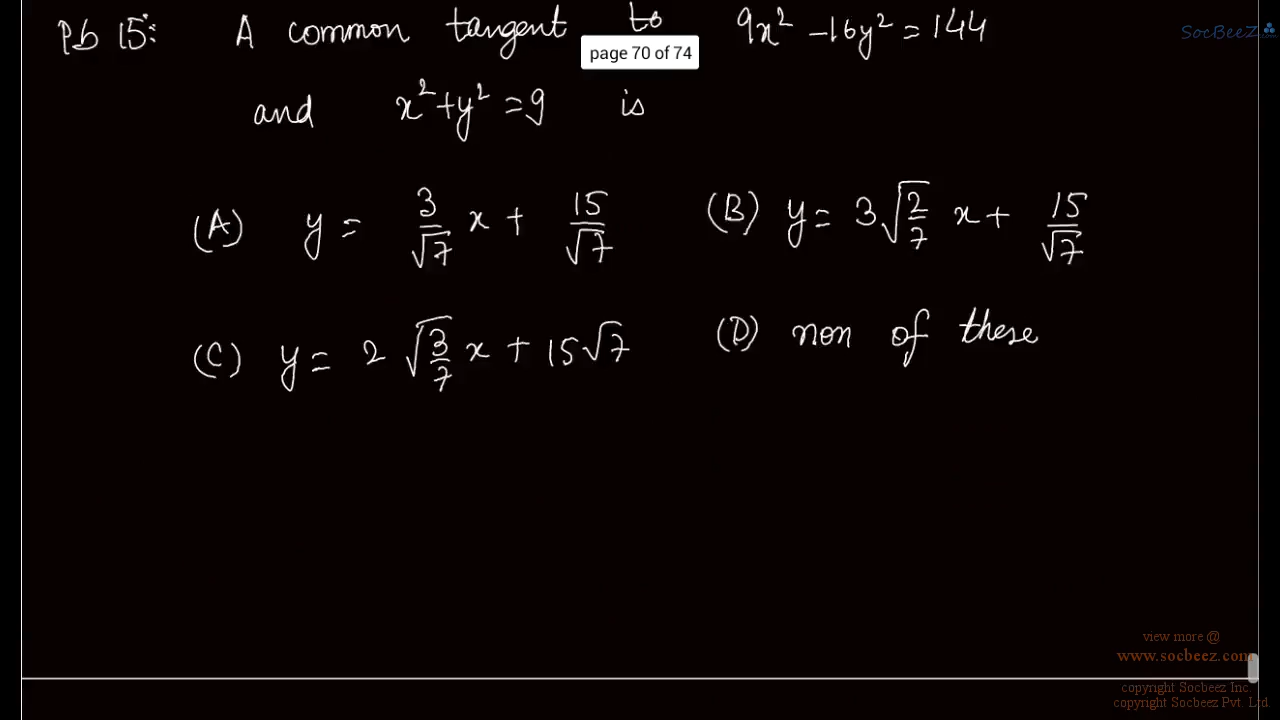 Pb 15: A common tangent to 9x² - 16y² = 144
SocBeeZ
page 70 of 74
and x² + y² = 9 is
(A) y = 3/√7 x + 15/√7 (B) y = 3√(2/7) x + 15/√7
(C) y = 2√(3/7) x + 15√7 (D) non of these
view more @
www.socbeez.com
copyright Socbeez Inc.
copyright Socbeez Pvt. Ltd.